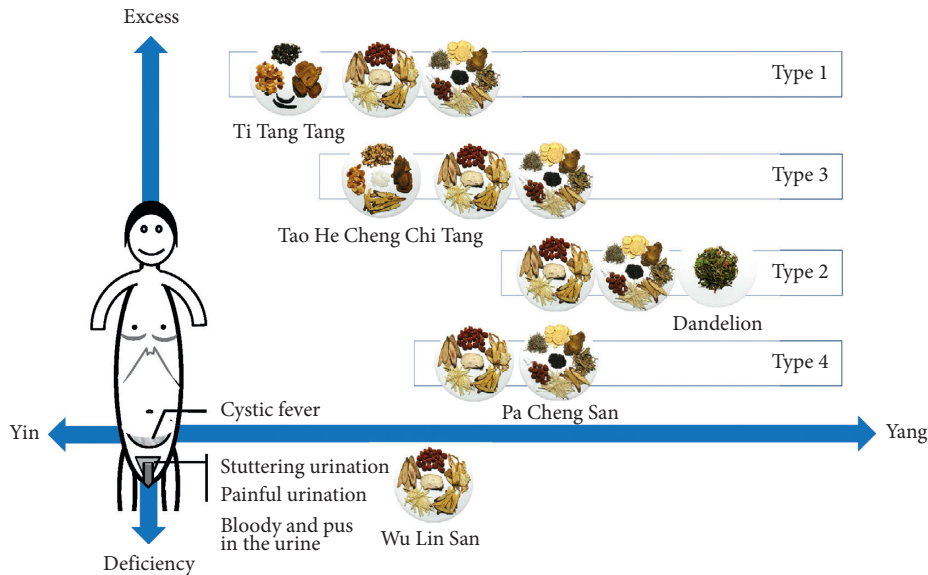 Excess
Type 1
Ti Tang Tang
Type 3
Tao He Cheng Chi Tang
Type 2
Dandelion
Type 4
Cystic fever
Pa Cheng San
Yin
Yang
Stuttering urination
Painful urination
Bloody and pus
in the urine
Wu Lin San
Deficiency